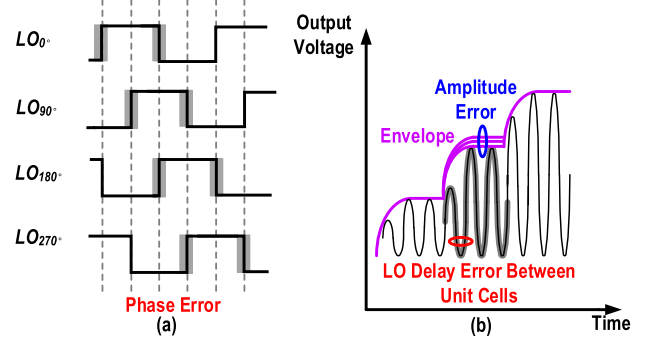 LO0°
LO90°
LO180°
LO270°
Phase Error
(a)
Output
Voltage
Amplitude
Error
Envelope
LO Delay Error Between
Unit Cells
Time
(b)